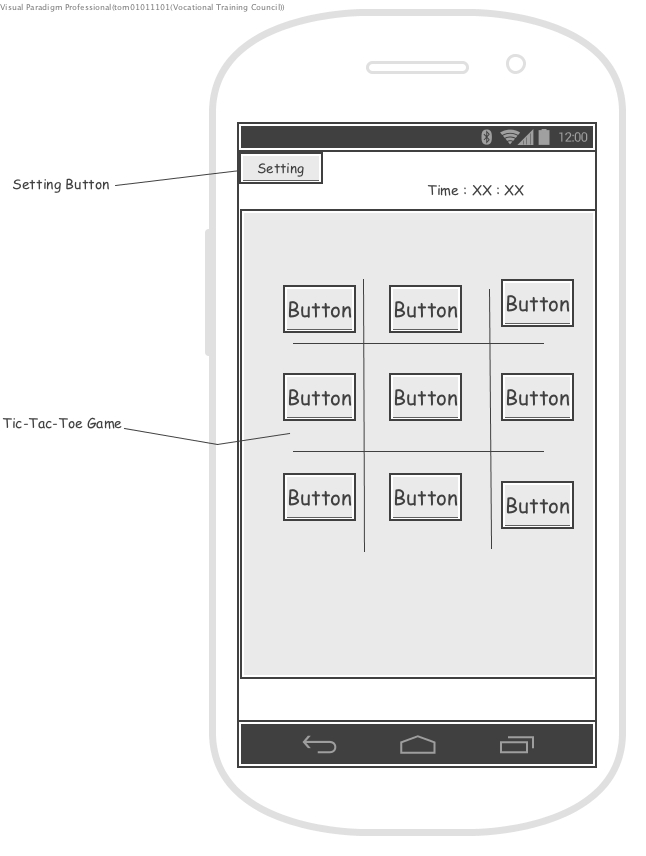 Visual Paradigm Professional(tom01011101(Vocational Training Council))
12:00
Setting
Setting Button
Time : XX : XX
Button Button Button
Button Button Button
Tic-Tac-Toe Game
Button Button Button